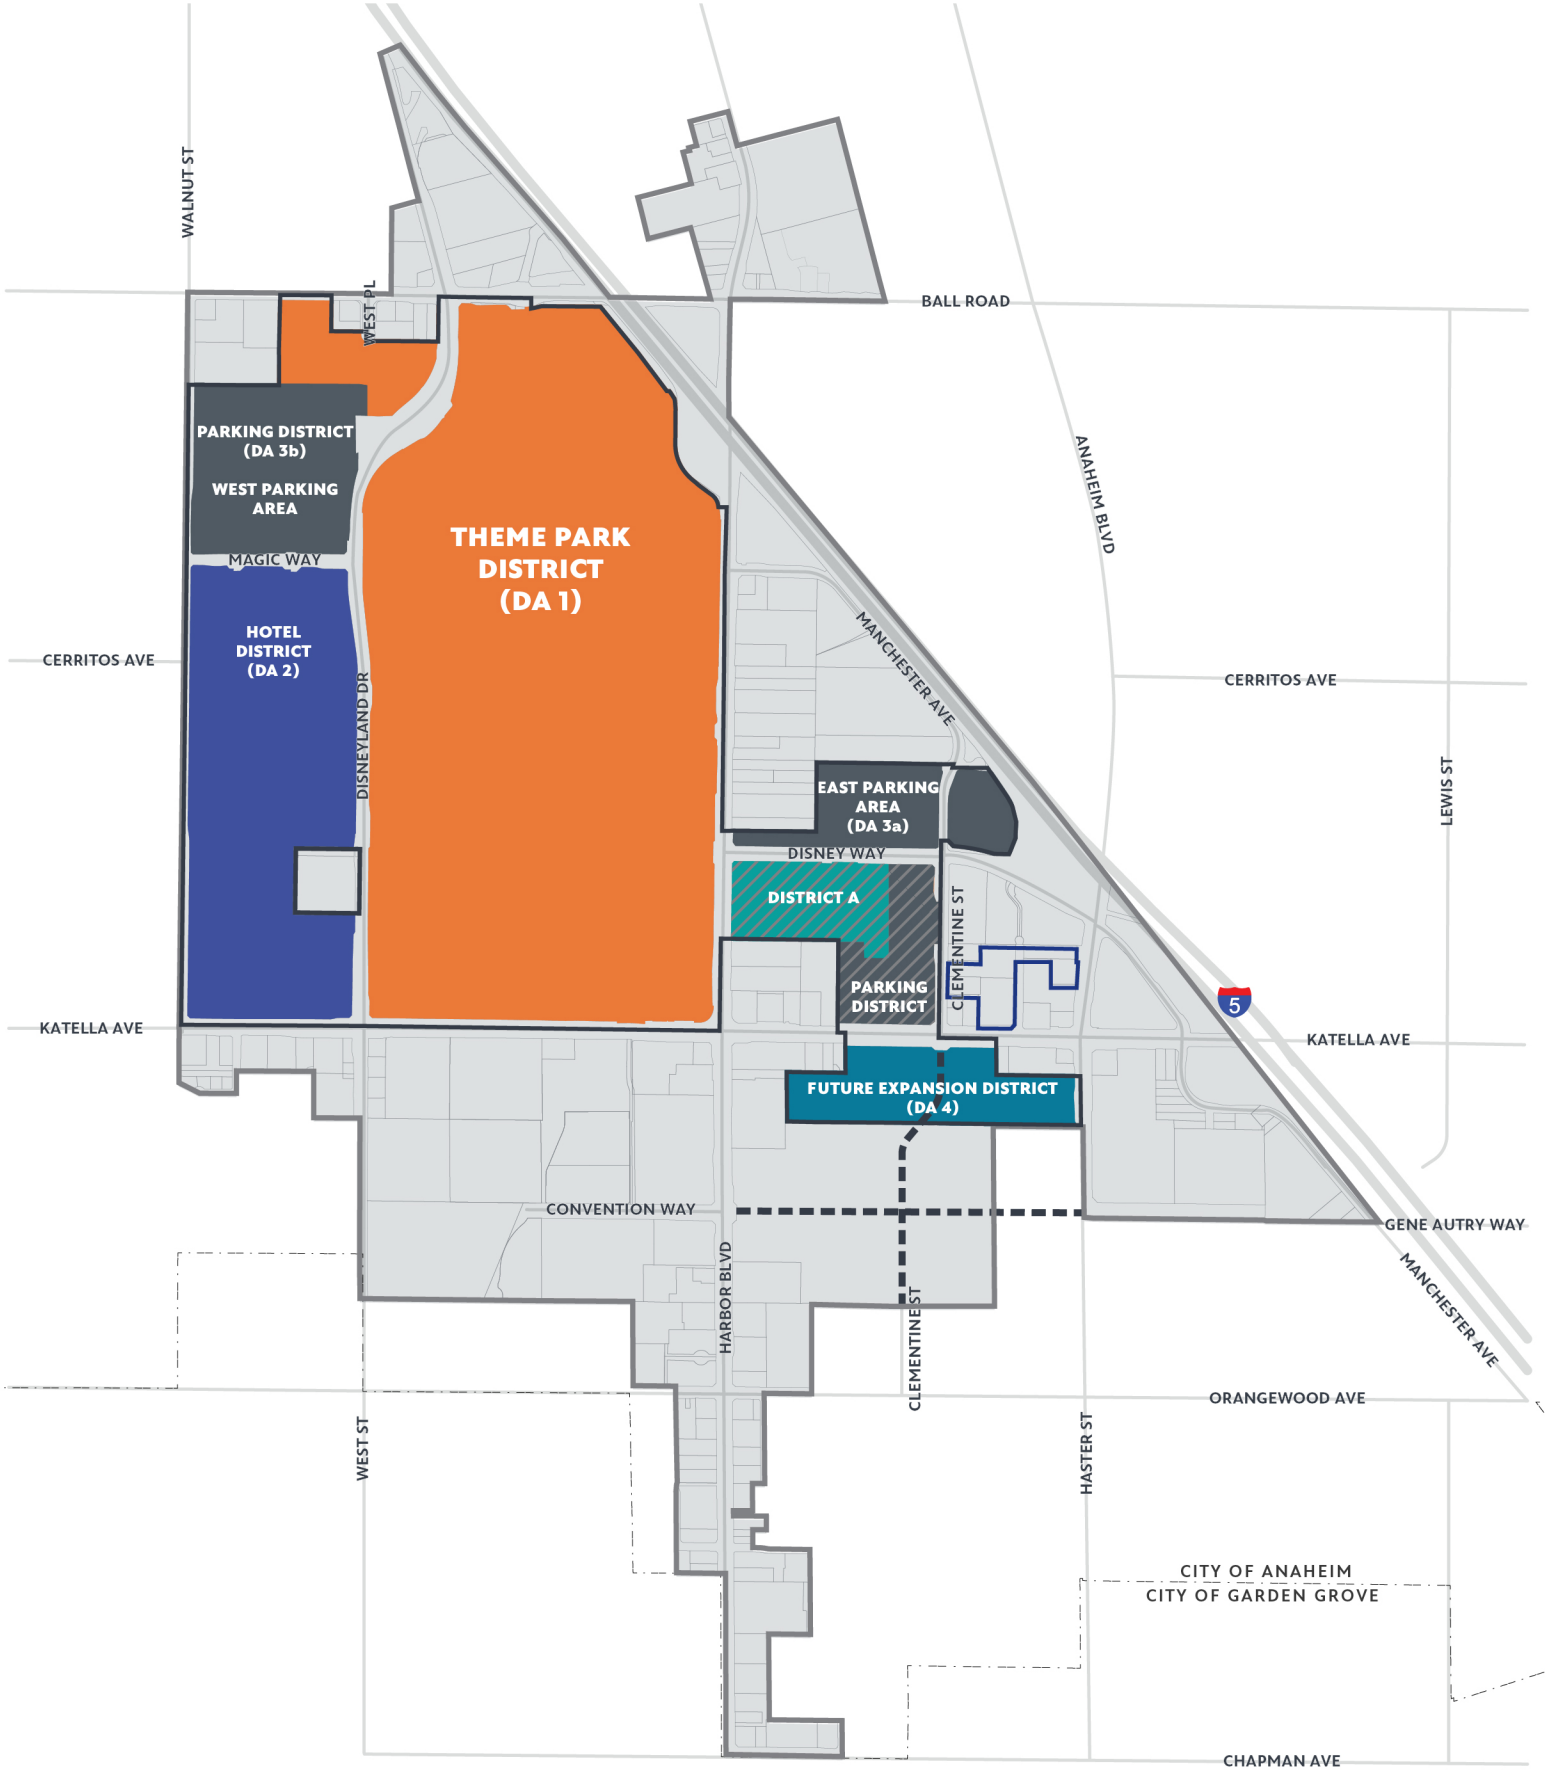 WALNUT ST
WEST PL
BALL ROAD
PARKING DISTRICT
(DA 3b)
WEST PARKING
AREA
ANAHEIM BLVD
THEME PARK
DISTRICT
(DA 1)
MAGIC WAY
HOTEL
DISTRICT
(DA 2)
MANCHESTER AVE
CERRITOS AVE
CERRITOS AVE
DISNEYLAND DR
LEWIS ST
EAST PARKING
AREA
(DA 3a)
DISNEY WAY
DISTRICT A
CLEMENTINE ST
PARKING
DISTRICT
5
KATELLA AVE
KATELLA AVE
FUTURE EXPANSION DISTRICT
(DA 4)
CONVENTION WAY
GENE AUTRY WAY
HARBOR BLVD
MANCHESTER AVE
CLEMENTINE ST
ORANGEWOOD AVE
WEST ST
HASTER ST
CITY OF ANAHEIM
CITY OF GARDEN GROVE
CHAPMAN AVE